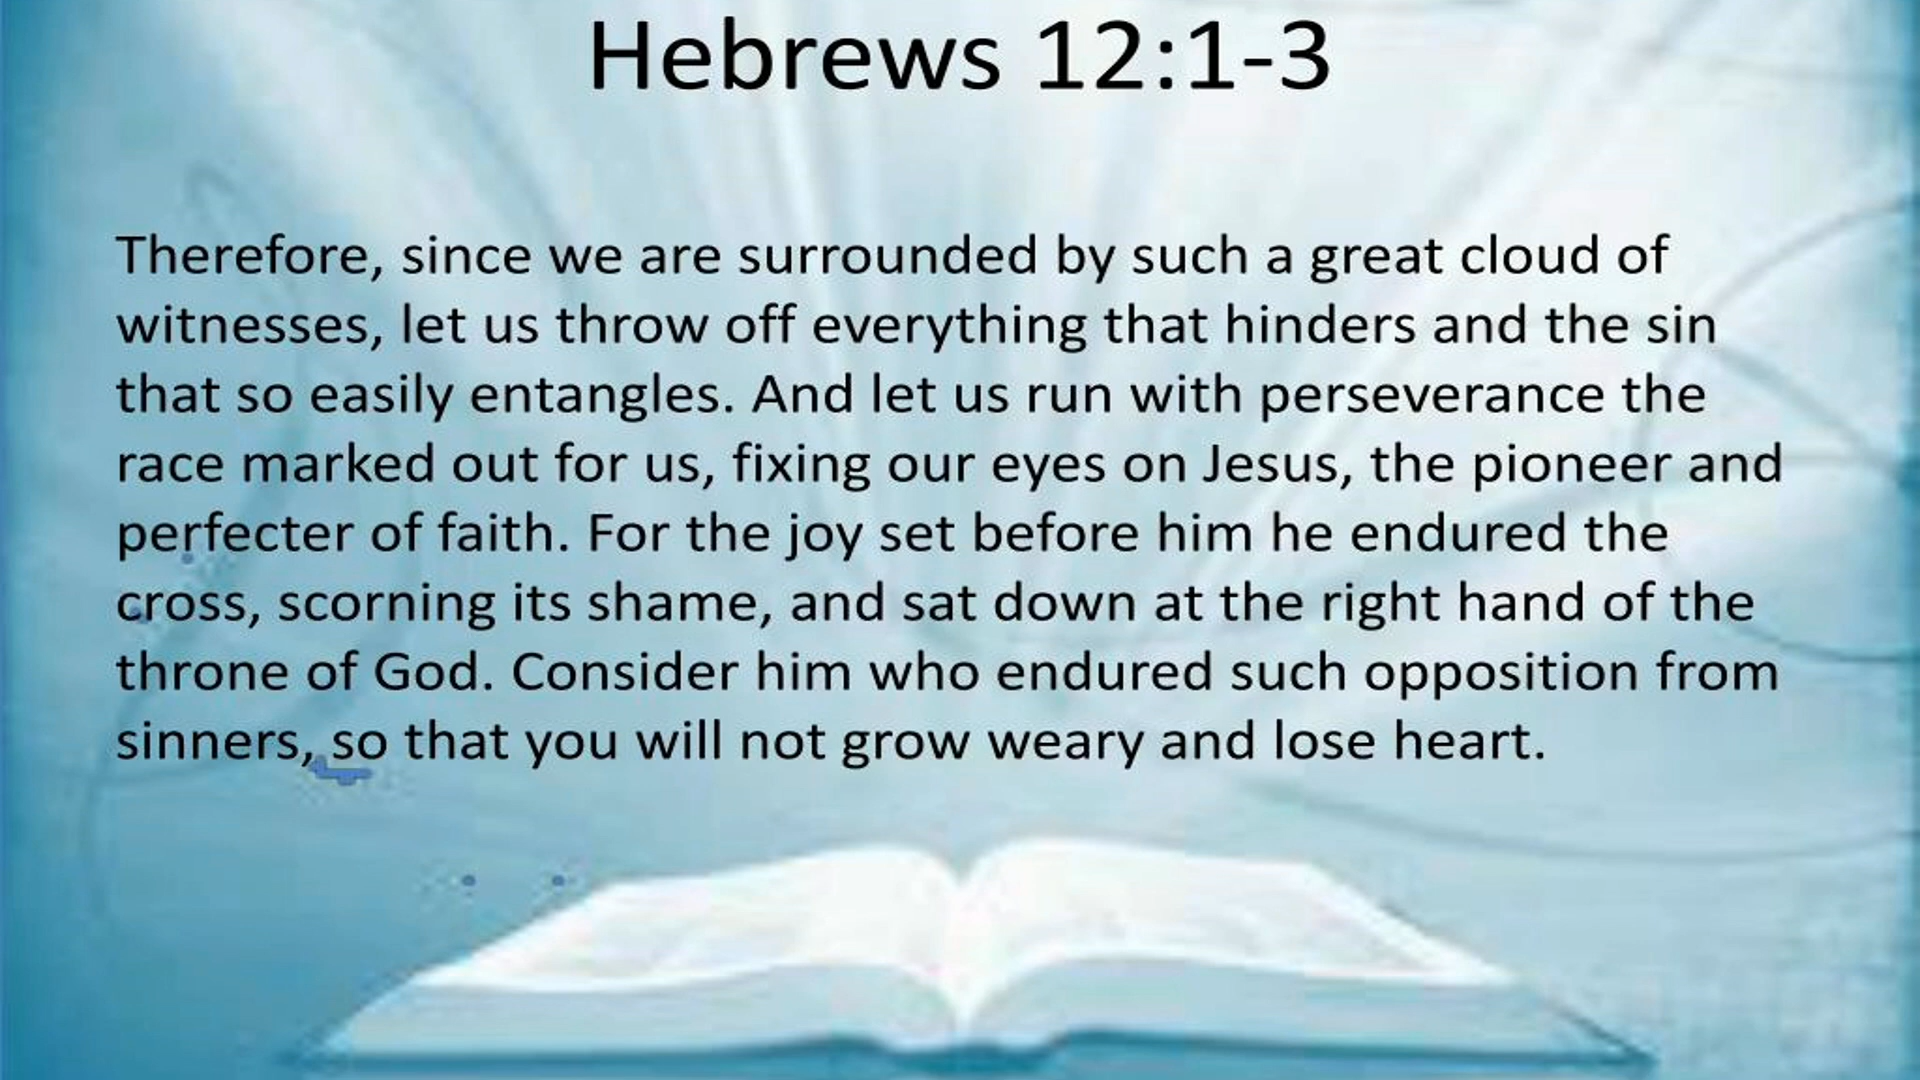 Hebrews 12:1-3
Therefore, since we are surrounded by such a great cloud of
witnesses, let us throw off everything that hinders and the sin
that so easily entangles. And let us run with perseverance the
race marked out for us, fixing our eyes on Jesus, the pioneer and
perfecter of faith. For the joy set before him he endured the
cross, scorning its shame, and sat down at the right hand of the
throne of God. Consider him who endured such opposition from
sinners, so that you will not grow weary and lose heart.